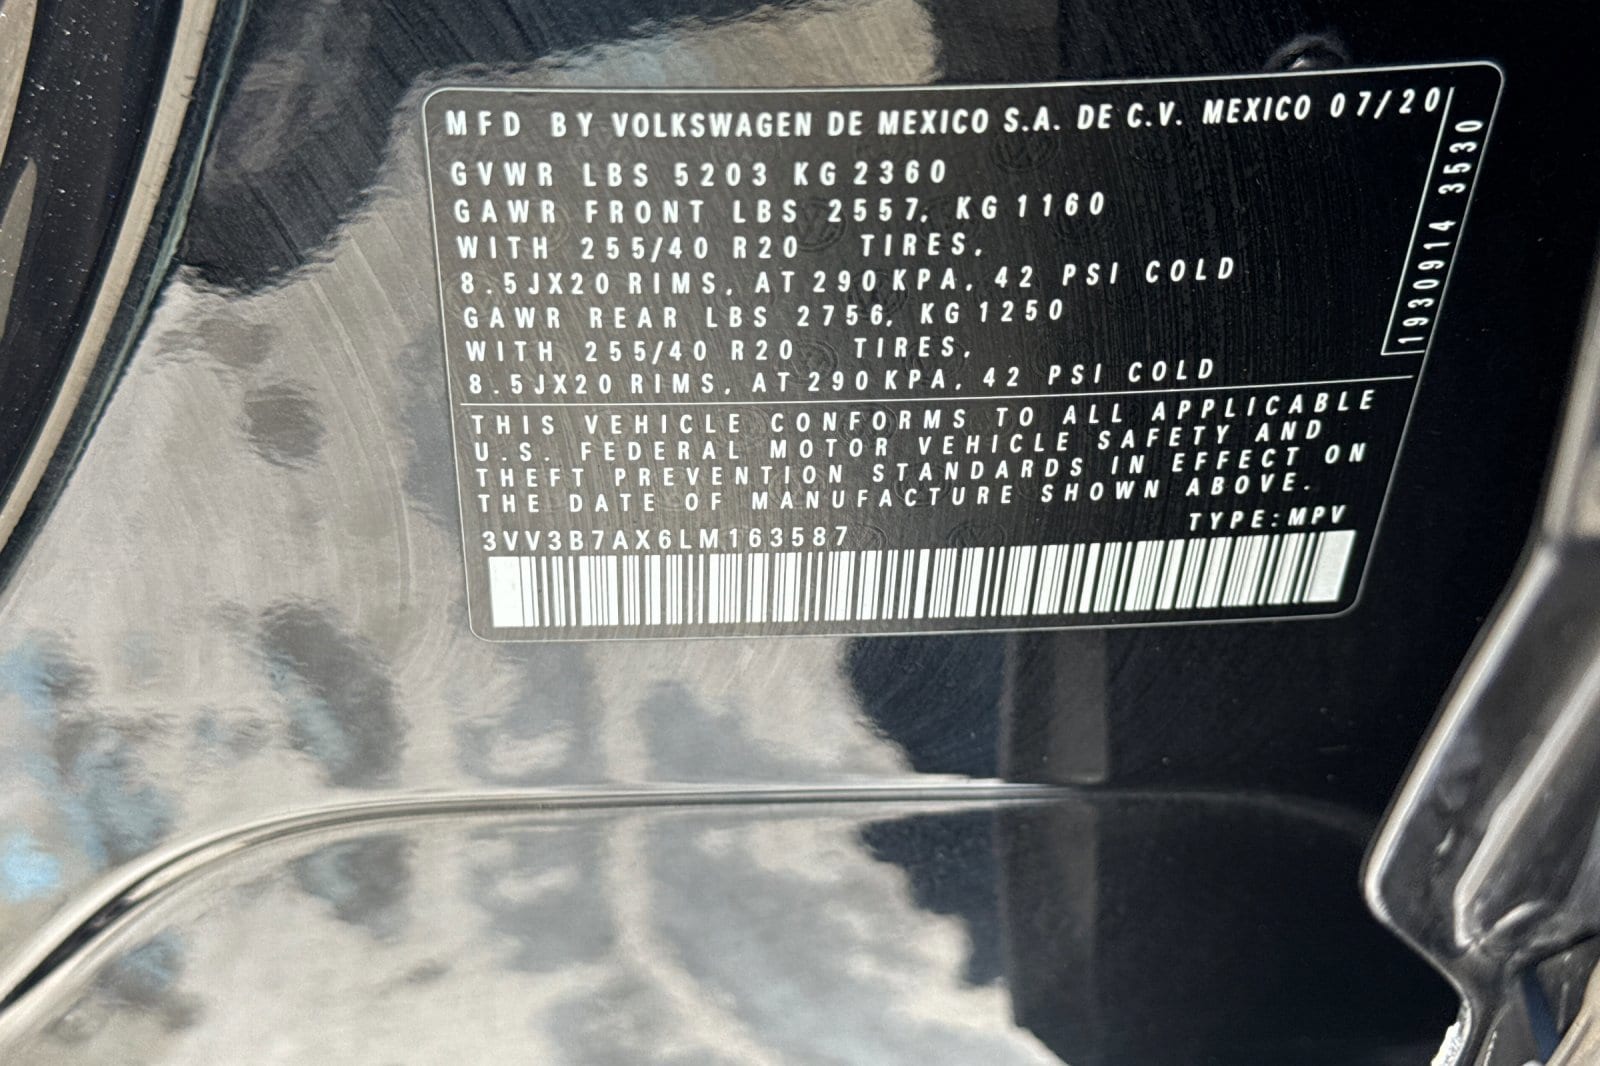 MFD BY VOLKSWAGEN DE MEXICO S.A. DE C.V. MEXICO 07/20
GVWR LBS 5203 KG 2360
GAWR FRONT LBS 2557, KG 1160
WITH 255/40 R20 TIRES,
8.5JX20 RIMS, AT 290 KPA, 42 PSI COLD
GAWR REAR LBS 2756, KG 1250
WITH 255/40 R20 TIRES,
8.5JX20 RIMS, AT 290 KPA, 42 PSI COLD
1930914 3530
THIS VEHICLE CONFORMS TO ALL APPLICABLE
U.S. FEDERAL MOTOR VEHICLE SAFETY AND
THEFT PREVENTION STANDARDS IN EFFECT ON
THE DATE OF MANUFACTURE SHOWN ABOVE.
TYPE: MPV
3VV3B7AX6LM163587